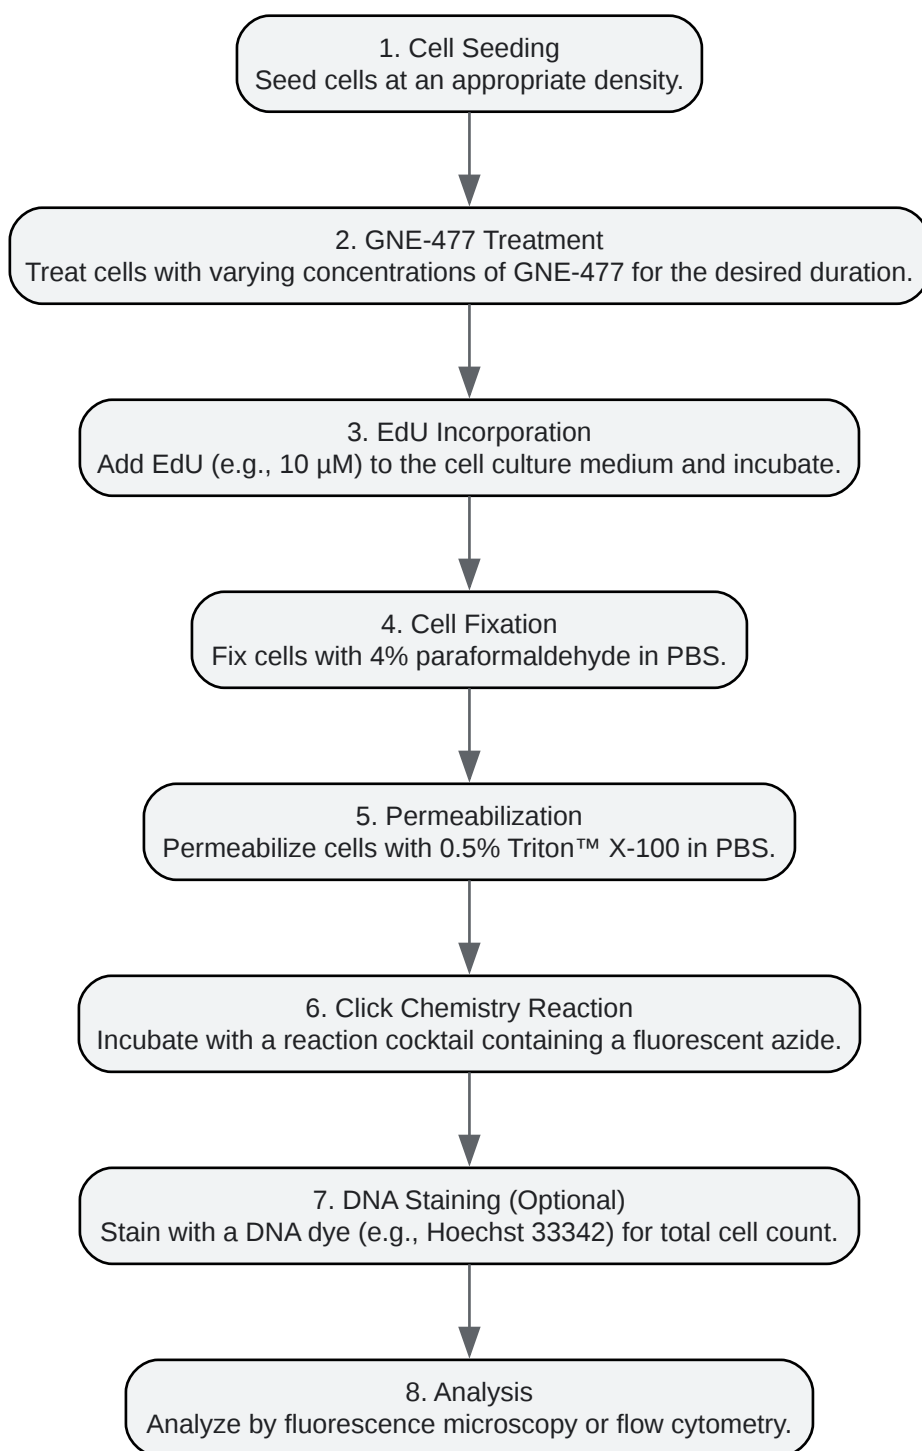 1. Cell Seeding
Seed cells at an appropriate density.
2. GNE-477 Treatment
Treat cells with varying concentrations of GNE-477 for the desired duration.
3. EdU Incorporation
Add EdU (e.g., 10 µM) to the cell culture medium and incubate.
4. Cell Fixation
Fix cells with 4% paraformaldehyde in PBS.
5. Permeabilization
Permeabilize cells with 0.5% Triton™ X-100 in PBS.
6. Click Chemistry Reaction
Incubate with a reaction cocktail containing a fluorescent azide.
7. DNA Staining (Optional)
Stain with a DNA dye (e.g., Hoechst 33342) for total cell count.
8. Analysis
Analyze by fluorescence microscopy or flow cytometry.